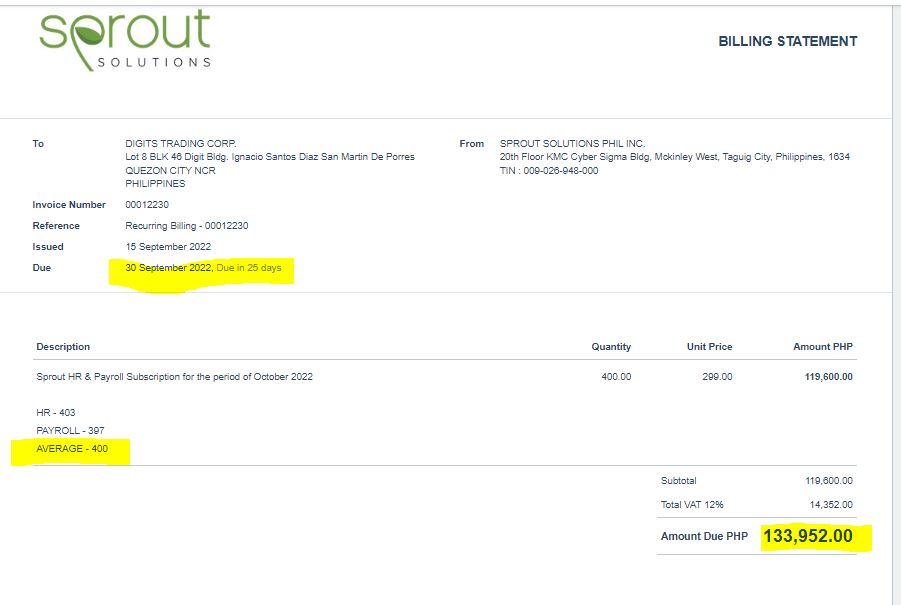 sprout
SOLUTIONS
BILLING STATEMENT
To
DIGITS TRADING CORP.
Lot 8 BLK 46 Digit Bldg. Ignacio Santos Diaz San Martin De Porres
QUEZON CITY NCR
PHILIPPINES
From
SPROUT SOLUTIONS PHIL INC.
20th Floor KMC Cyber Sigma Bldg, Mckinley West, Taguig City, Philippines, 1634
TIN : 009-026-948-000
Invoice Number 00012230
Reference Recurring Billing - 00012230
Issued 15 September 2022
Due 30 September 2022, Due in 25 days
Description Quantity Unit Price Amount PHP
Sprout HR & Payroll Subscription for the period of October 2022 400.00 299.00 119,600.00
HR - 403
PAYROLL - 397
AVERAGE - 400
Subtotal 119,600.00
Total VAT 12% 14,352.00
Amount Due PHP 133,952.00